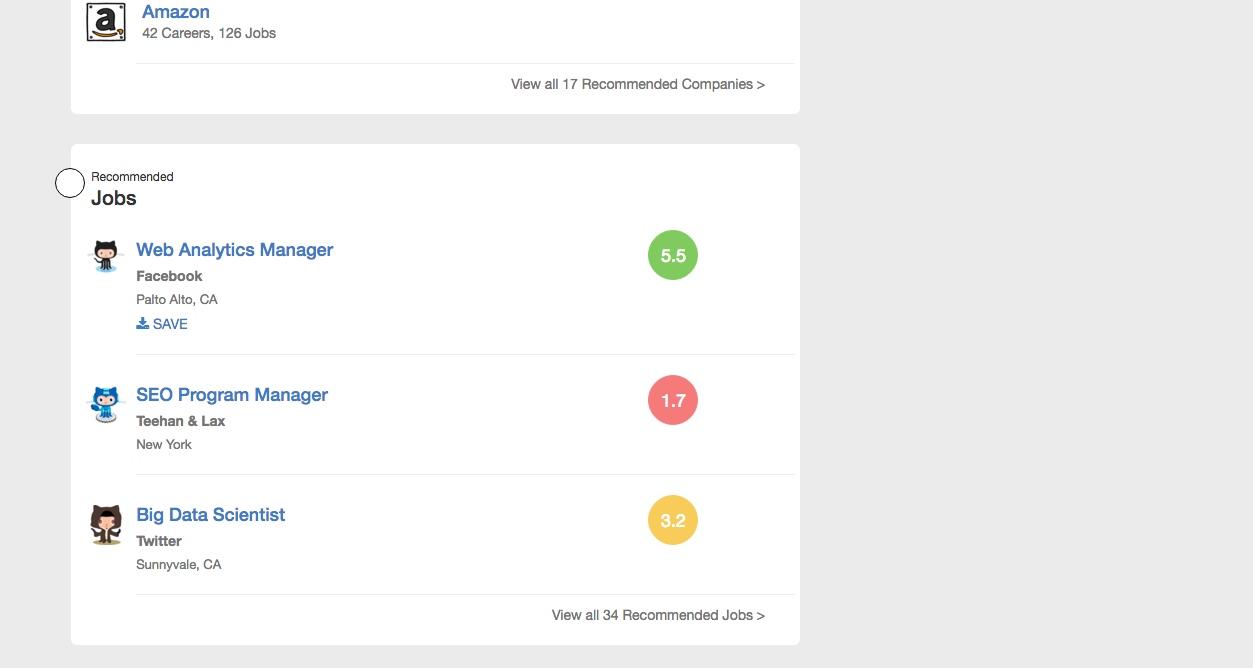 a
Amazon
42 Careers, 126 Jobs
View all 17 Recommended Companies >
Recommended
Jobs
Web Analytics Manager
5.5
Facebook
Palto Alto, CA
SAVE
SEO Program Manager
1.7
Teehan & Lax
New York
Big Data Scientist
3.2
Twitter
Sunnyvale, CA
View all 34 Recommended Jobs >